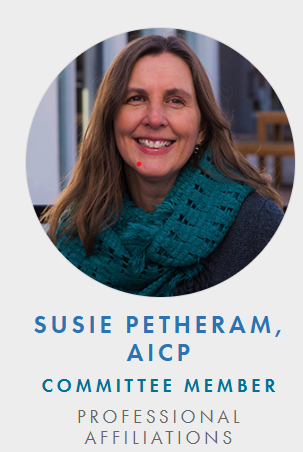 SUSIE PETHERAM,
AICP
COMMITTEE MEMBER
PROFESSIONAL
AFFILIATIONS